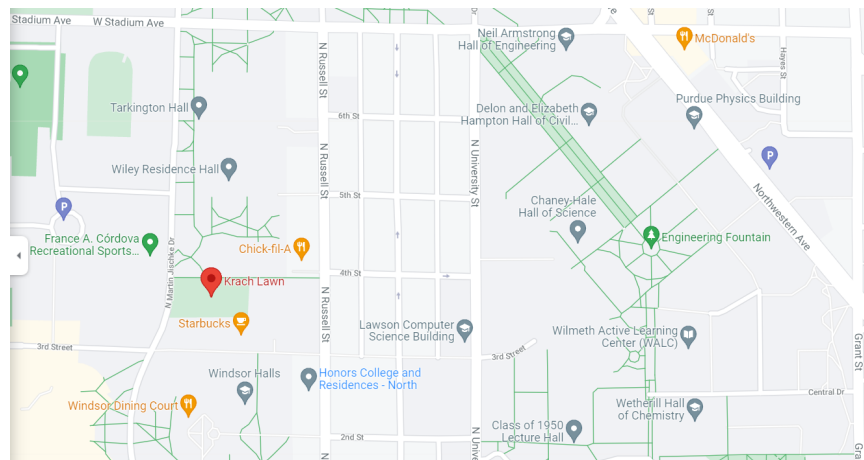 Stadium Ave
W Stadium Ave
Neil Armstrong
Hall of Engineering
McDonald's
N Russell St
Hayes St
Tarkington Hall
Delon and Elizabeth
Hampton Hall of Civil...
Purdue Physics Building
6th St
N Russell St
N University St
Wiley Residence Hall
P
5th St
Chaney-Hale
Hall of Science
Northwestern Ave
P
France A. Córdova
Recreational Sports...
Chick-fil-A
Engineering Fountain
N Martin Jischke Dr
Krach Lawn
4th St
N Russell St
Starbucks
Lawson Computer
Science Building
Wilmeth Active Learning
Center (WALC)
Grant St
3rd Street
3rd Street
Windsor Halls
Honors College and
Residences - North
Central Dr
Windsor Dining Court
Wetherill Hall
of Chemistry
Class of 1950
Lecture Hall
2nd St